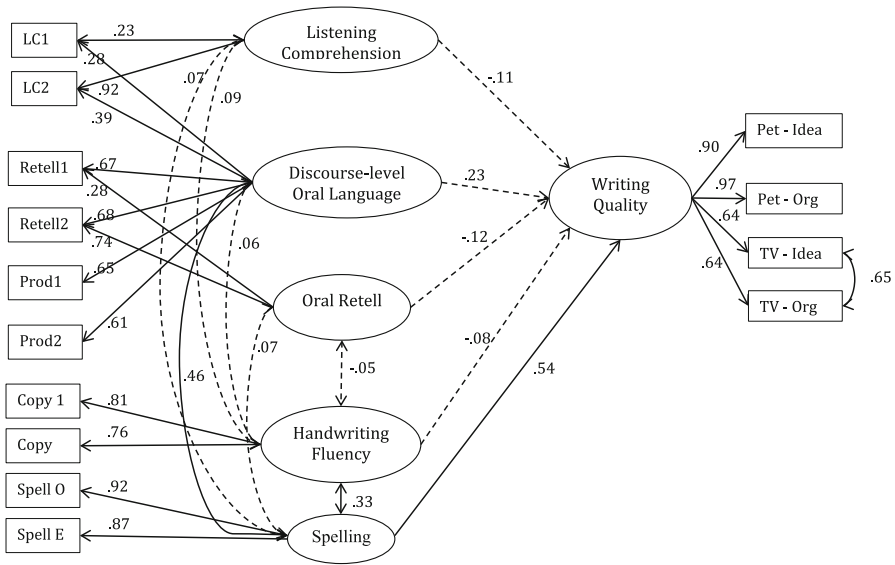 LC1
LC2
Retell1
Retell2
Prod1
Prod2
Copy 1
Copy
Spell O
Spell E
.23
.28
.92
.39
.67
.28
.68
.74
.65
.61
.81
.76
.92
.87
Listening
Comprehension
Discourse-level
Oral Language
Oral Retell
Handwriting
Fluency
Spelling
.07
.09
.06
.07
.46
-.05
.33
-.11
.23
-.12
-.08
.54
Writing
Quality
.90
.97
.64
.64
Pet - Idea
Pet - Org
TV - Idea
TV - Org
.65